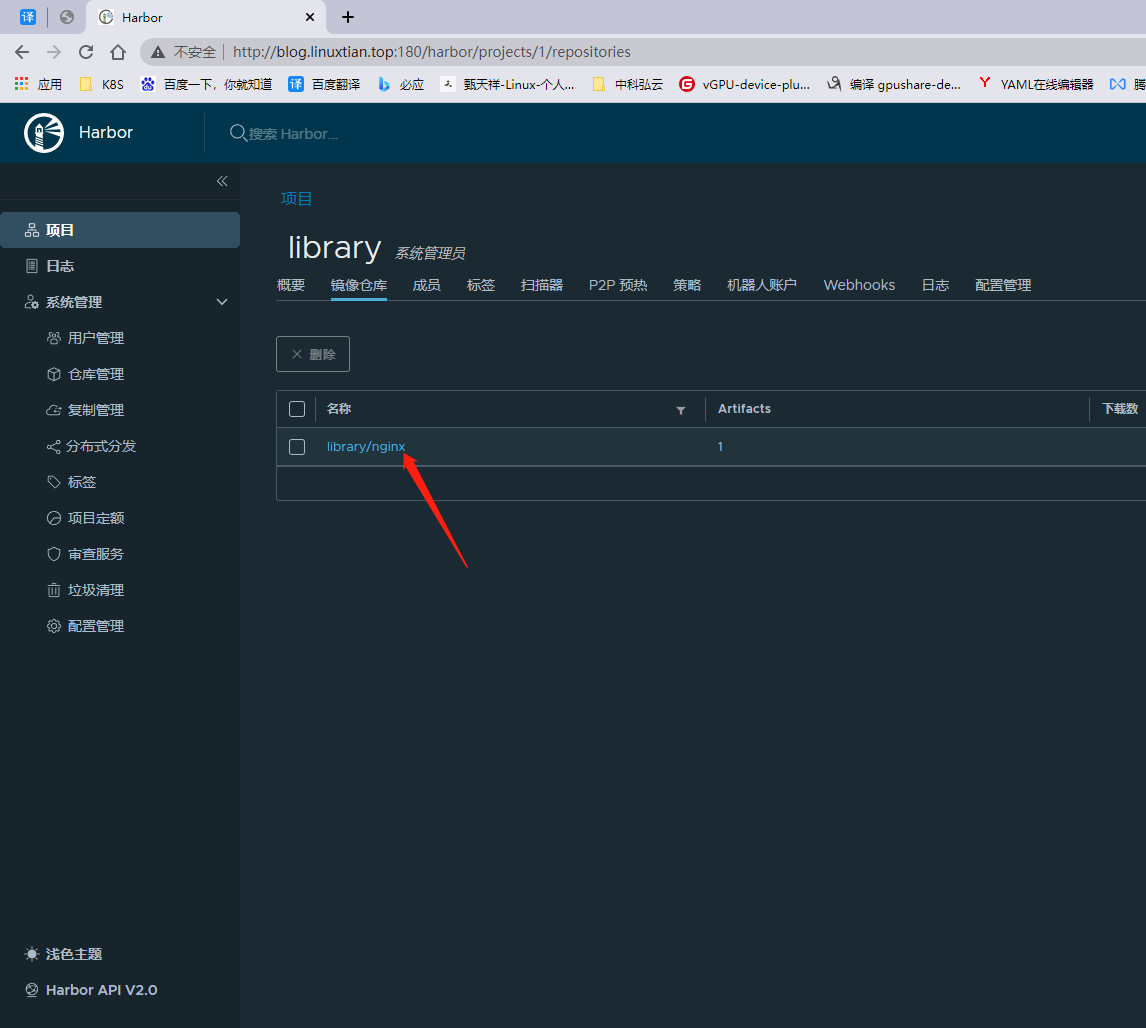 译 Harbor
不安全 http://blog.linuxtian.top:180/harbor/projects/1/repositories
应用 K8S 百度一下，你就知道 译 百度翻译 必应 甄天祥-Linux-个人... 中科弘云 vGPU-device-plu... 编译 gpushare-de... YAML在线编辑器 腾
Harbor 搜索 Harbor...
项目
日志
系统管理
用户管理
仓库管理
复制管理
分布式分发
标签
项目定额
审查服务
垃圾清理
配置管理
浅色主题
Harbor API V2.0
项目
library 系统管理员
概要 镜像仓库 成员 标签 扫描器 P2P 预热 策略 机器人账户 Webhooks 日志 配置管理
删除
名称 Artifacts 下载数
library/nginx 1